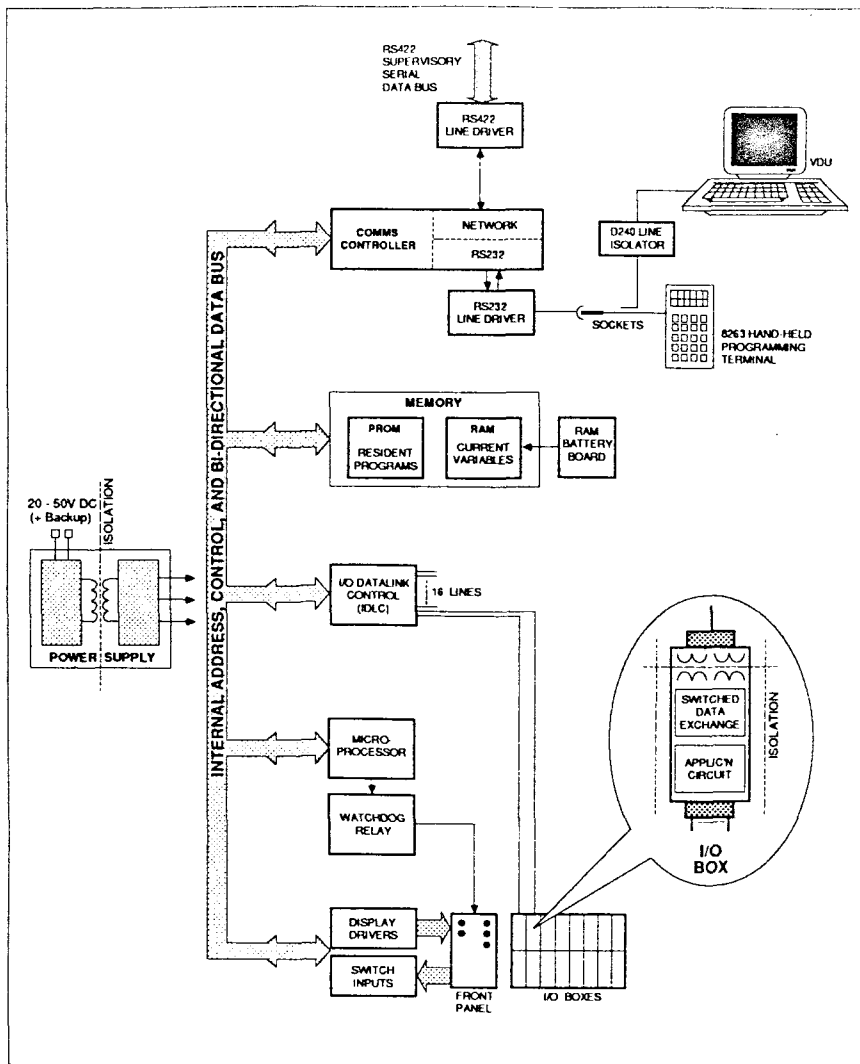 RS422
SUPERVISORY
SERIAL
DATA BUS
RS422
LINE DRIVER
VDU
COMMS
CONTROLLER
NETWORK
RS232
D240 LINE
ISOLATOR
RS232
LINE DRIVER
SOCKETS
8263 HAND-HELD
PROGRAMMING
TERMINAL
INTERNAL ADDRESS, CONTROL, AND BI-DIRECTIONAL DATA BUS
MEMORY
PROM
RESIDENT
PROGRAMS
RAM
CURRENT
VARIABLES
RAM
BATTERY
BOARD
20 - 50V DC
(+ Backup)
ISOLATION
POWER SUPPLY
I/O DATALINK
CONTROL
(IDLC)
16 LINES
SWITCHED
DATA
EXCHANGE
APPLIC'N
CIRCUIT
ISOLATION
I/O
BOX
MICRO-
PROCESSOR
WATCHDOG
RELAY
DISPLAY
DRIVERS
SWITCH
INPUTS
FRONT
PANEL
I/O BOXES